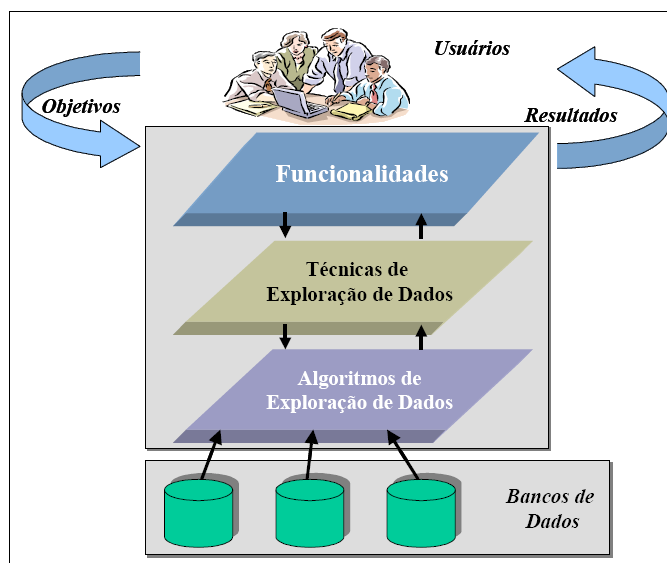 Usuários
Objetivos
Resultados
Funcionalidades
Técnicas de
Exploração de Dados
Algoritmos de
Exploração de Dados
Bancos de
Dados